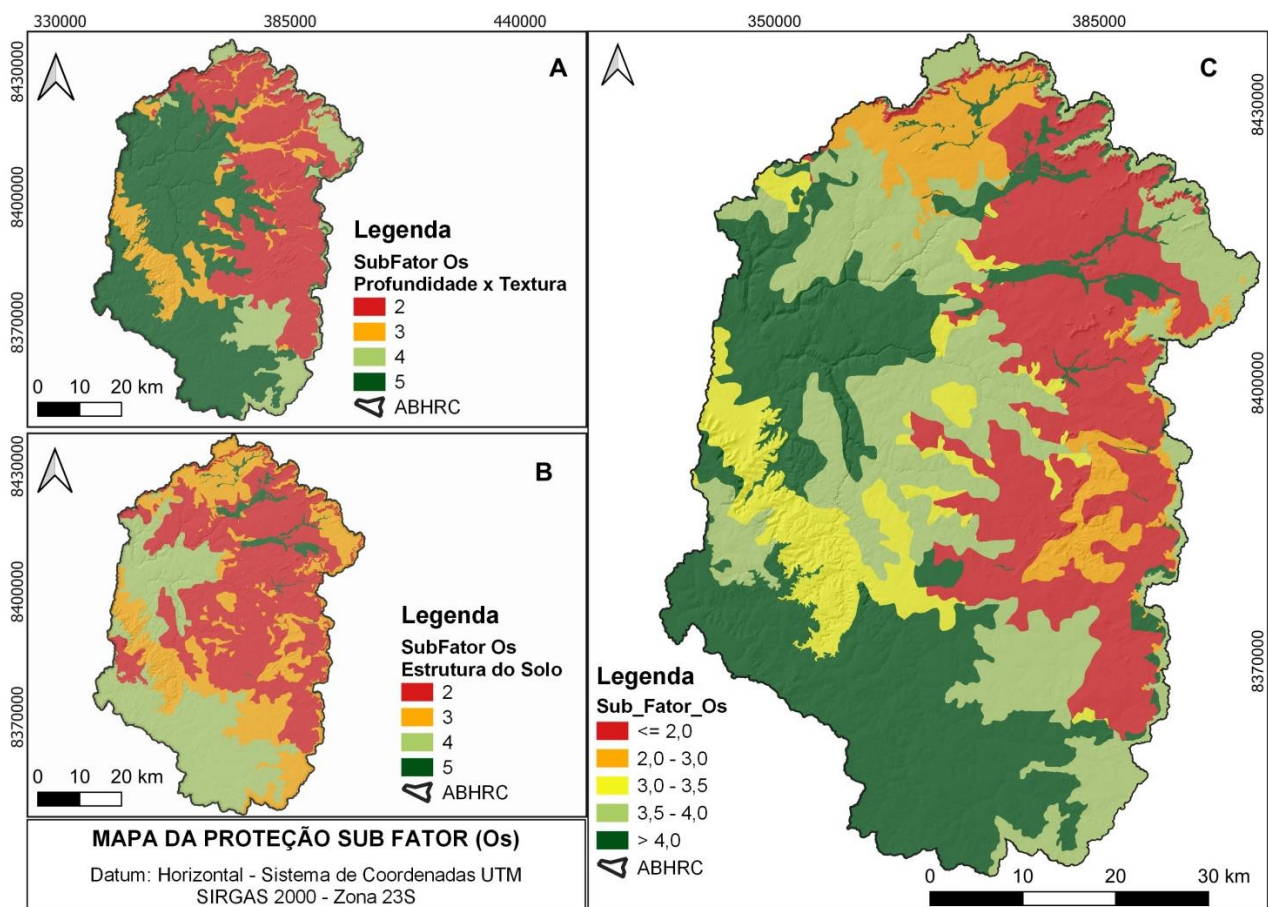 330000 385000 440000
A
8430000
8400000
8370000
Legenda
SubFator Os
Profundidade x Textura
2
3
4
5
ABHRC
0 10 20 km
B
8430000
8400000
8370000
Legenda
SubFator Os
Estrutura do Solo
2
3
4
5
ABHRC
0 10 20 km
MAPA DA PROTEÇÃO SUB FATOR (Os)
Datum: Horizontal - Sistema de Coordenadas UTM
SIRGAS 2000 - Zona 23S
350000 385000
C
8430000
8400000
8370000
Legenda
Sub_Fator_Os
<= 2,0
2,0 - 3,0
3,0 - 3,5
3,5 - 4,0
> 4,0
ABHRC
0 10 20 30 km